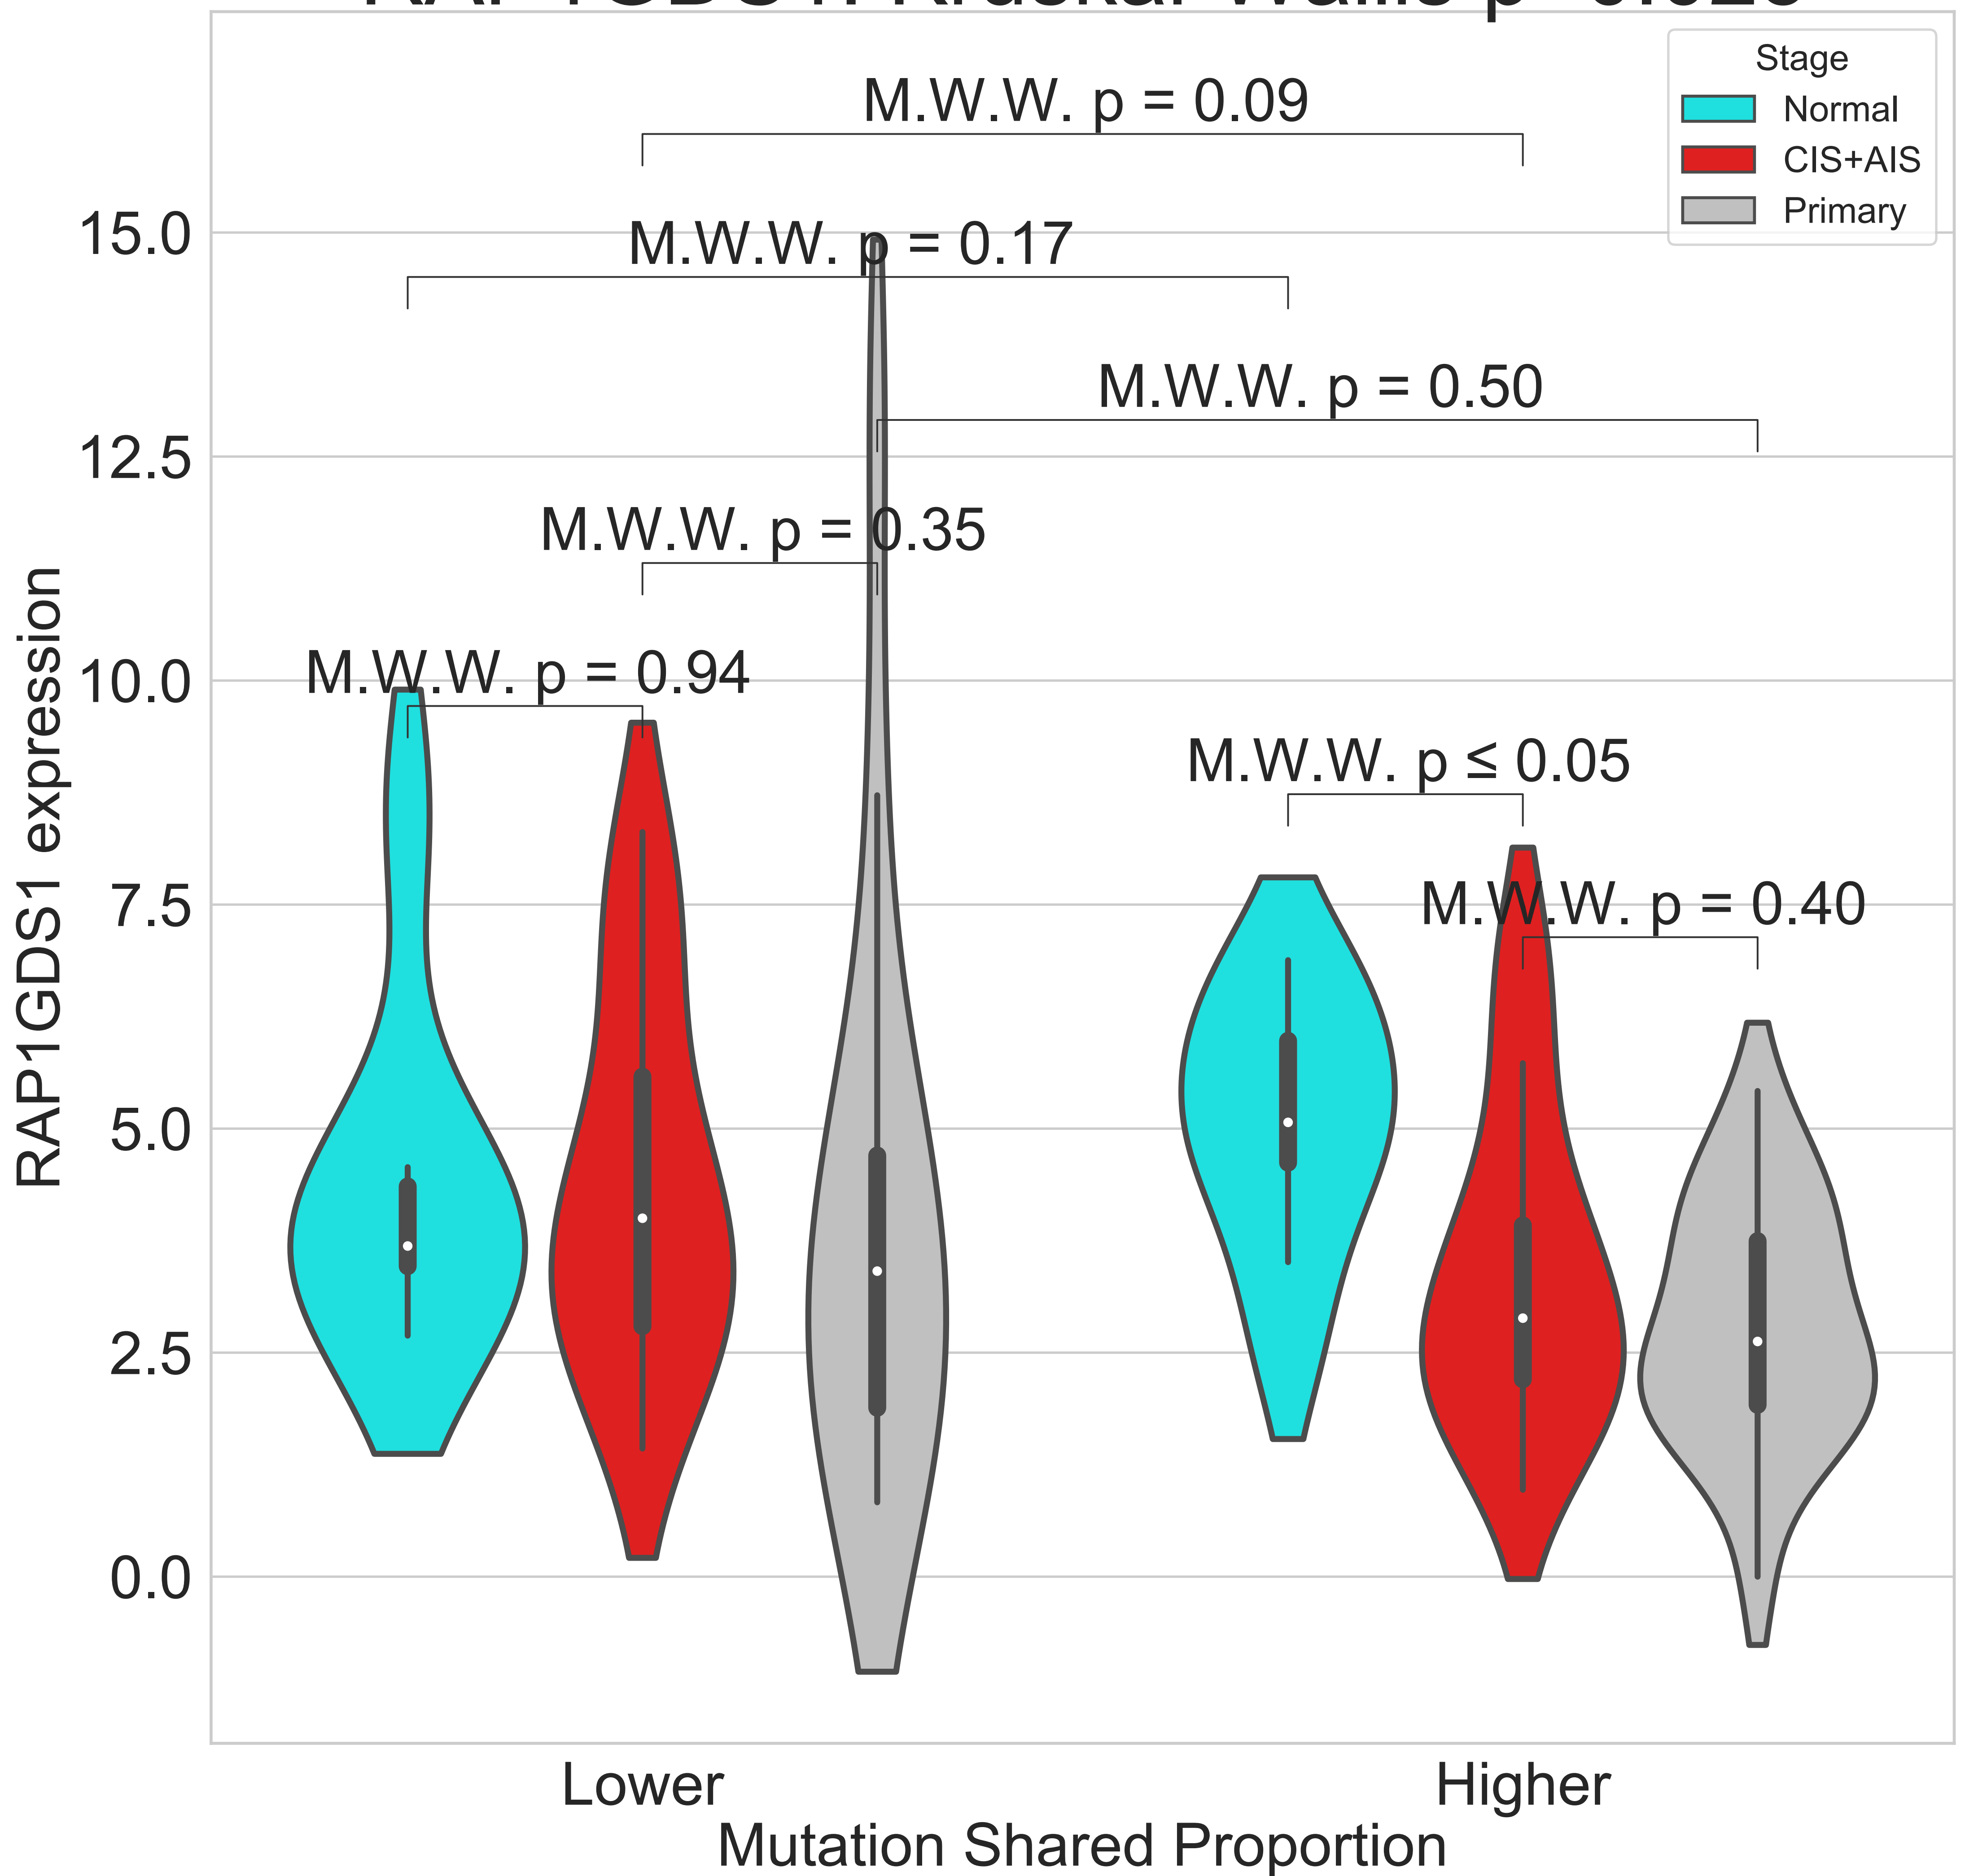 Stage
Normal
CIS+AIS
Primary
M.W.W. p = 0.09
M.W.W. p = 0.17
M.W.W. p = 0.50
M.W.W. p = 0.35
M.W.W. p = 0.94
M.W.W. p ≤ 0.05
M.W.W. p = 0.40
15.0
12.5
10.0
7.5
5.0
2.5
0.0
RAP1GDS1 expression
Lower
Higher
Mutation Shared Proportion